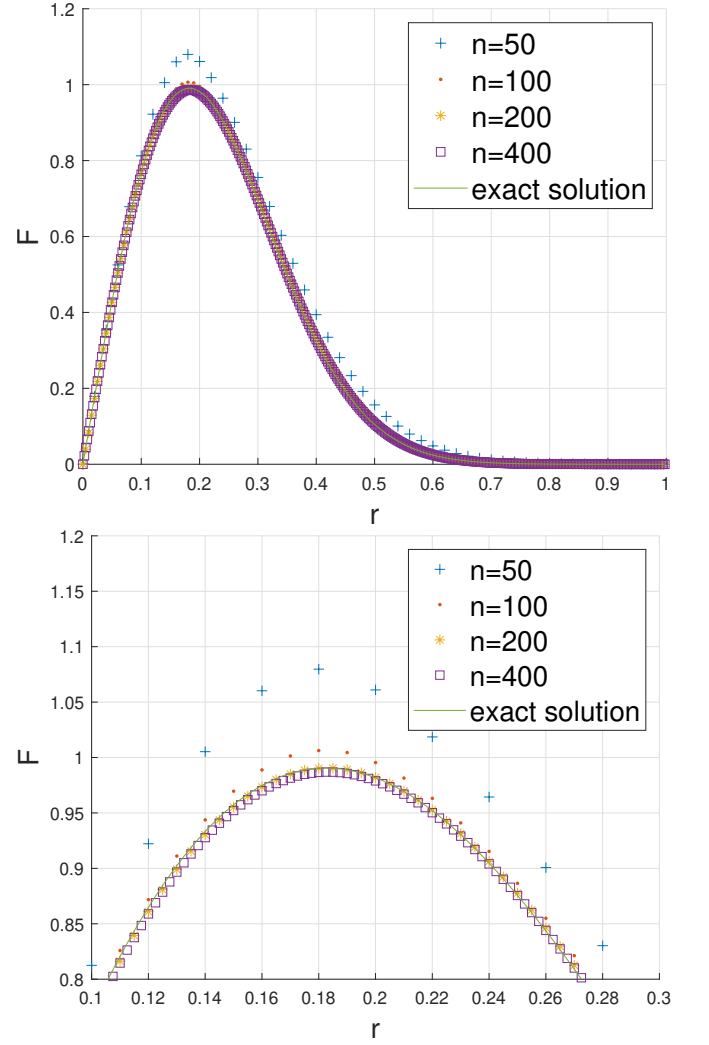 1.2
1
0.8
0.6
0.4
0.2
0
F
n=50
n=100
n=200
n=400
exact solution
0 0.1 0.2 0.3 0.4 0.5 0.6 0.7 0.8 0.9 1
r
1.2
1.15
1.1
1.05
1
0.95
0.9
0.85
0.8
F
n=50
n=100
n=200
n=400
exact solution
0.1 0.12 0.14 0.16 0.18 0.2 0.22 0.24 0.26 0.28 0.3
r